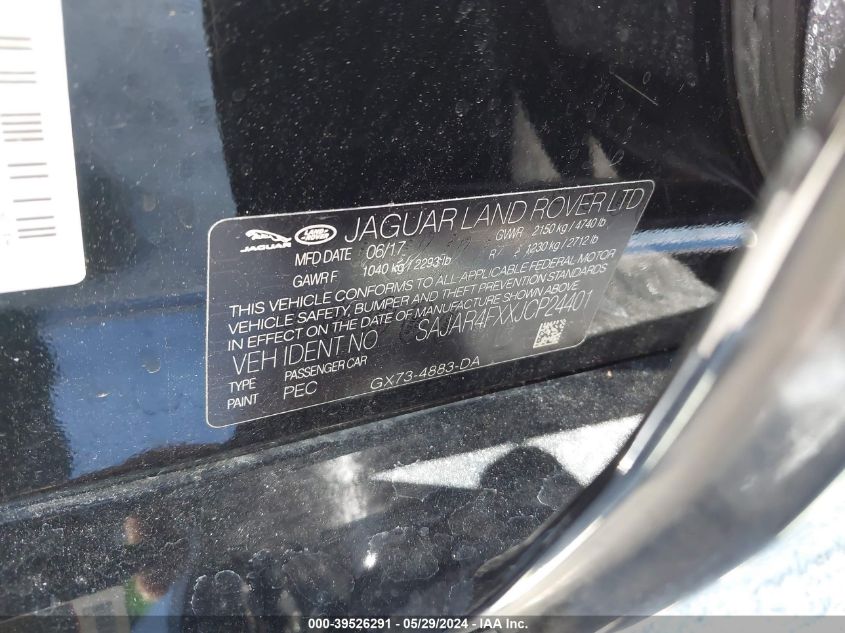 JAGUAR
LAND ROVER
JAGUAR LAND ROVER LTD
MFD DATE 06/17 GVWR 2150 kg / 4740 lb
GAWR F 1040 kg / 2293 lb R 1230 kg / 2712 lb
THIS VEHICLE CONFORMS TO ALL APPLICABLE FEDERAL MOTOR
VEHICLE SAFETY, BUMPER AND THEFT PREVENTION STANDARDS
IN EFFECT ON THE DATE OF MANUFACTURE SHOWN ABOVE
VEH IDENT NO SAJAR4FXXJCP24401
TYPE PASSENGER CAR
PAINT PEC GX73-4883-DA
000-39526291 - 05/29/2024 - IAA Inc.